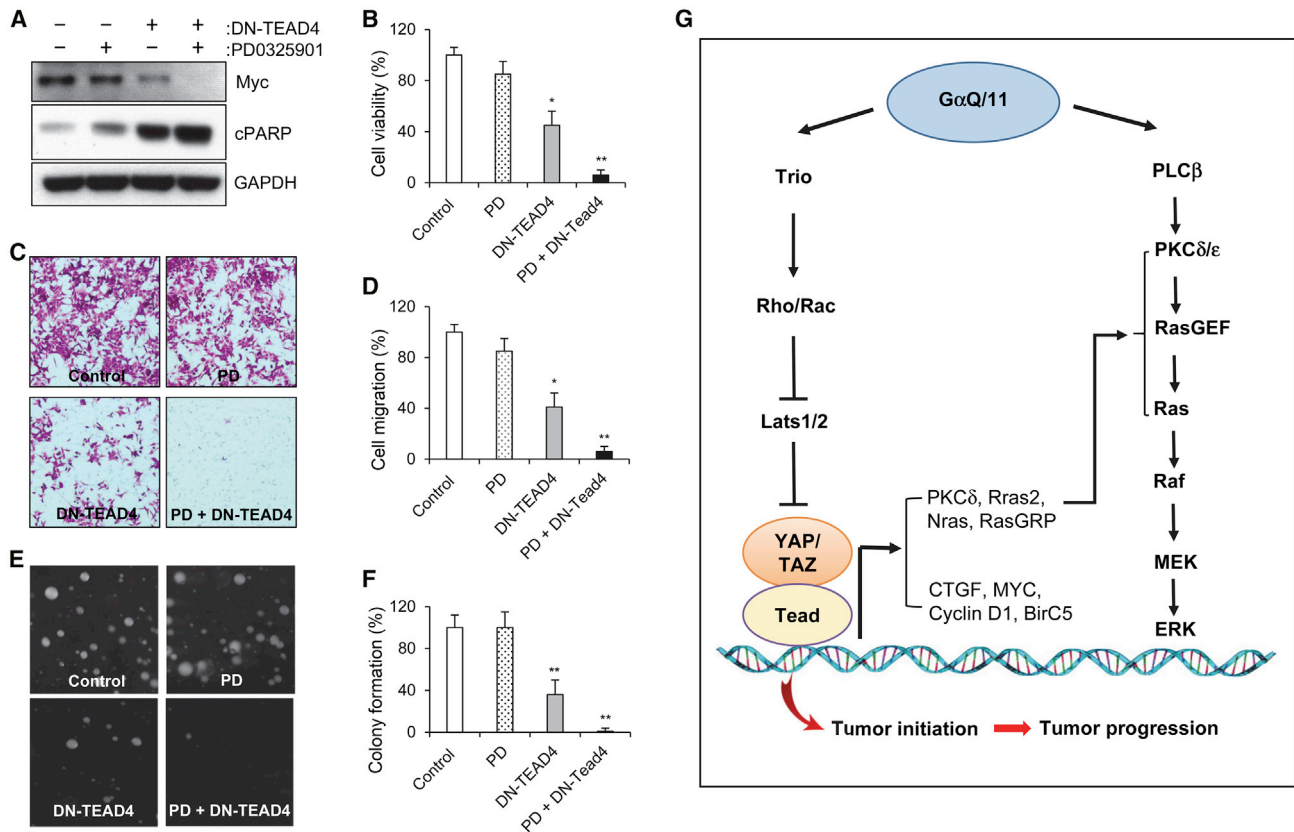 A
− − + + :DN-TEAD4
− + − + :PD0325901
Myc
cPARP
GAPDH
B
Cell viability (%)
120
80
40
0
*
**
Control
PD
DN-TEAD4
PD + DN-Tead4
C
Control
PD
DN-TEAD4
PD + DN-TEAD4
D
Cell migration (%)
120
80
40
0
*
**
Control
PD
DN-TEAD4
PD + DN-Tead4
E
Control
PD
DN-TEAD4
PD + DN-TEAD4
F
Colony formation (%)
120
80
40
0
**
**
Control
PD
DN-TEAD4
PD + DN-Tead4
G
GαQ/11
Trio
Rho/Rac
Lats1/2
YAP/
TAZ
Tead
PKCδ, Rras2,
Nras, RasGRP
CTGF, MYC,
Cyclin D1, BirC5
PLCβ
PKCδ/ε
RasGEF
Ras
Raf
MEK
ERK
Tumor initiation
Tumor progression